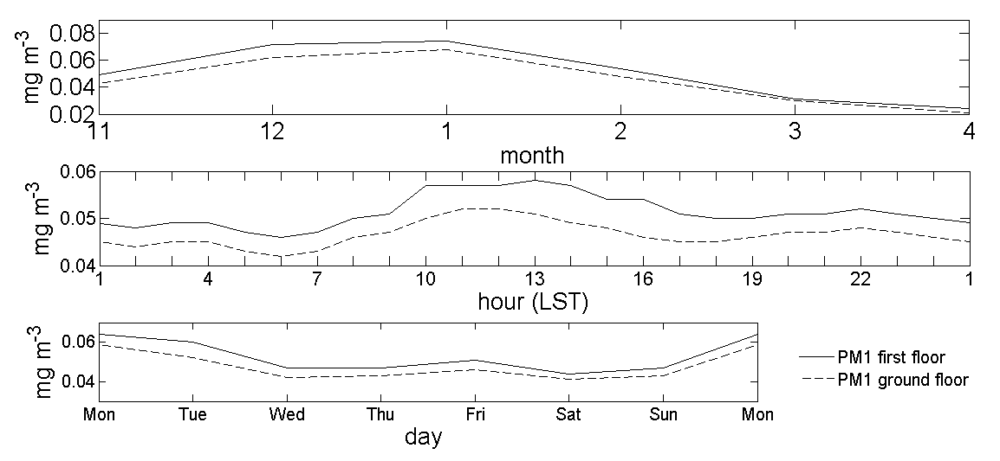 mg m-3
0.08
0.06
0.04
0.02
11 12 1 2 3 4
month
mg m-3
0.06
0.05
0.04
1 4 7 10 13 16 19 22 1
hour (LST)
mg m-3
0.06
0.04
Mon Tue Wed Thu Fri Sat Sun Mon
day
PM1 first floor
PM1 ground floor